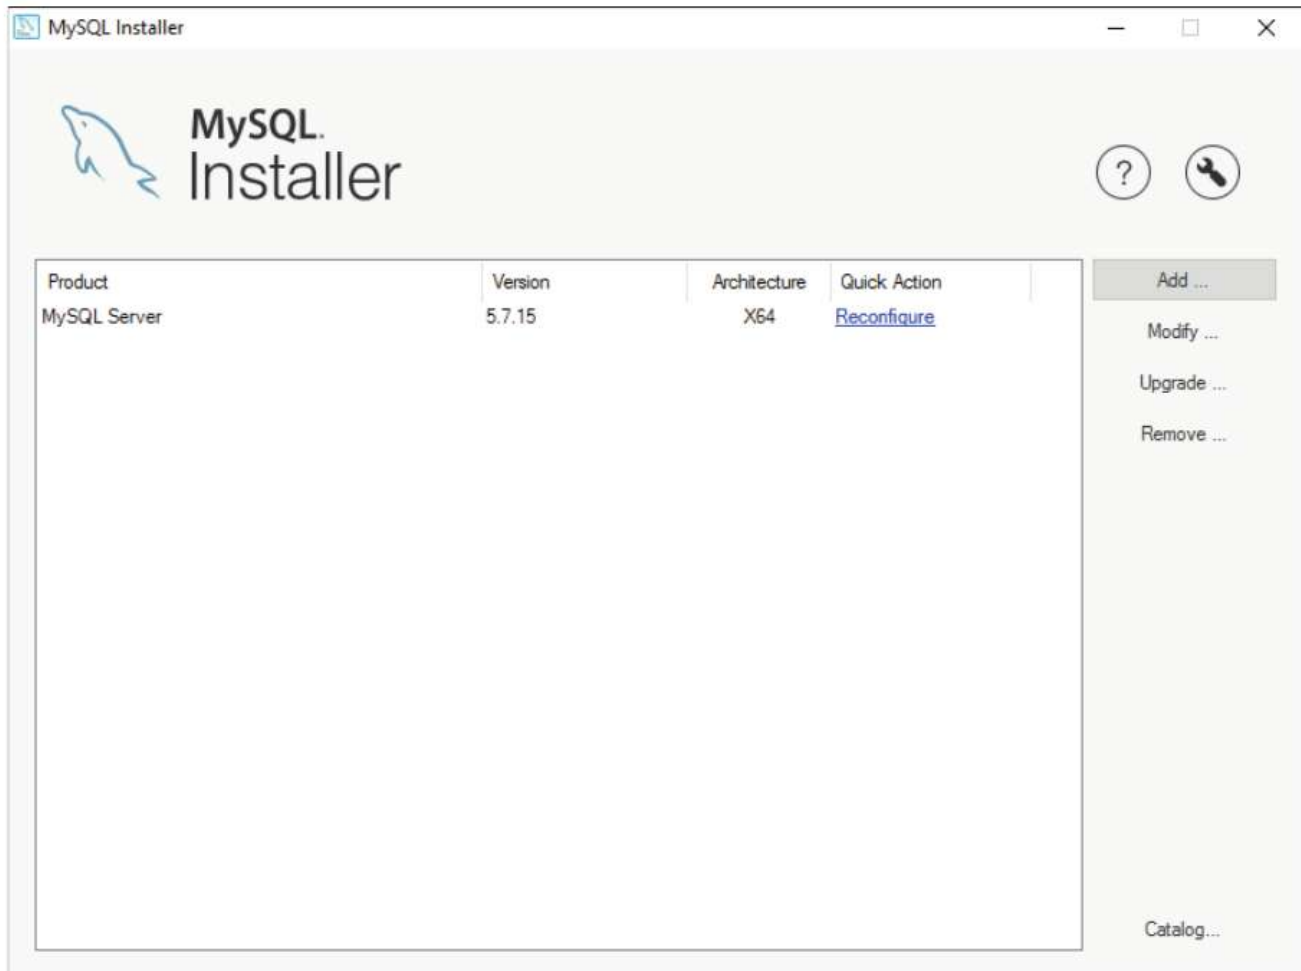 MySQL Installer
MySQL.
Installer
?
Product Version Architecture Quick Action
MySQL Server 5.7.15 X64 Reconfigure
Add ...
Modify ...
Upgrade ...
Remove ...
Catalog...